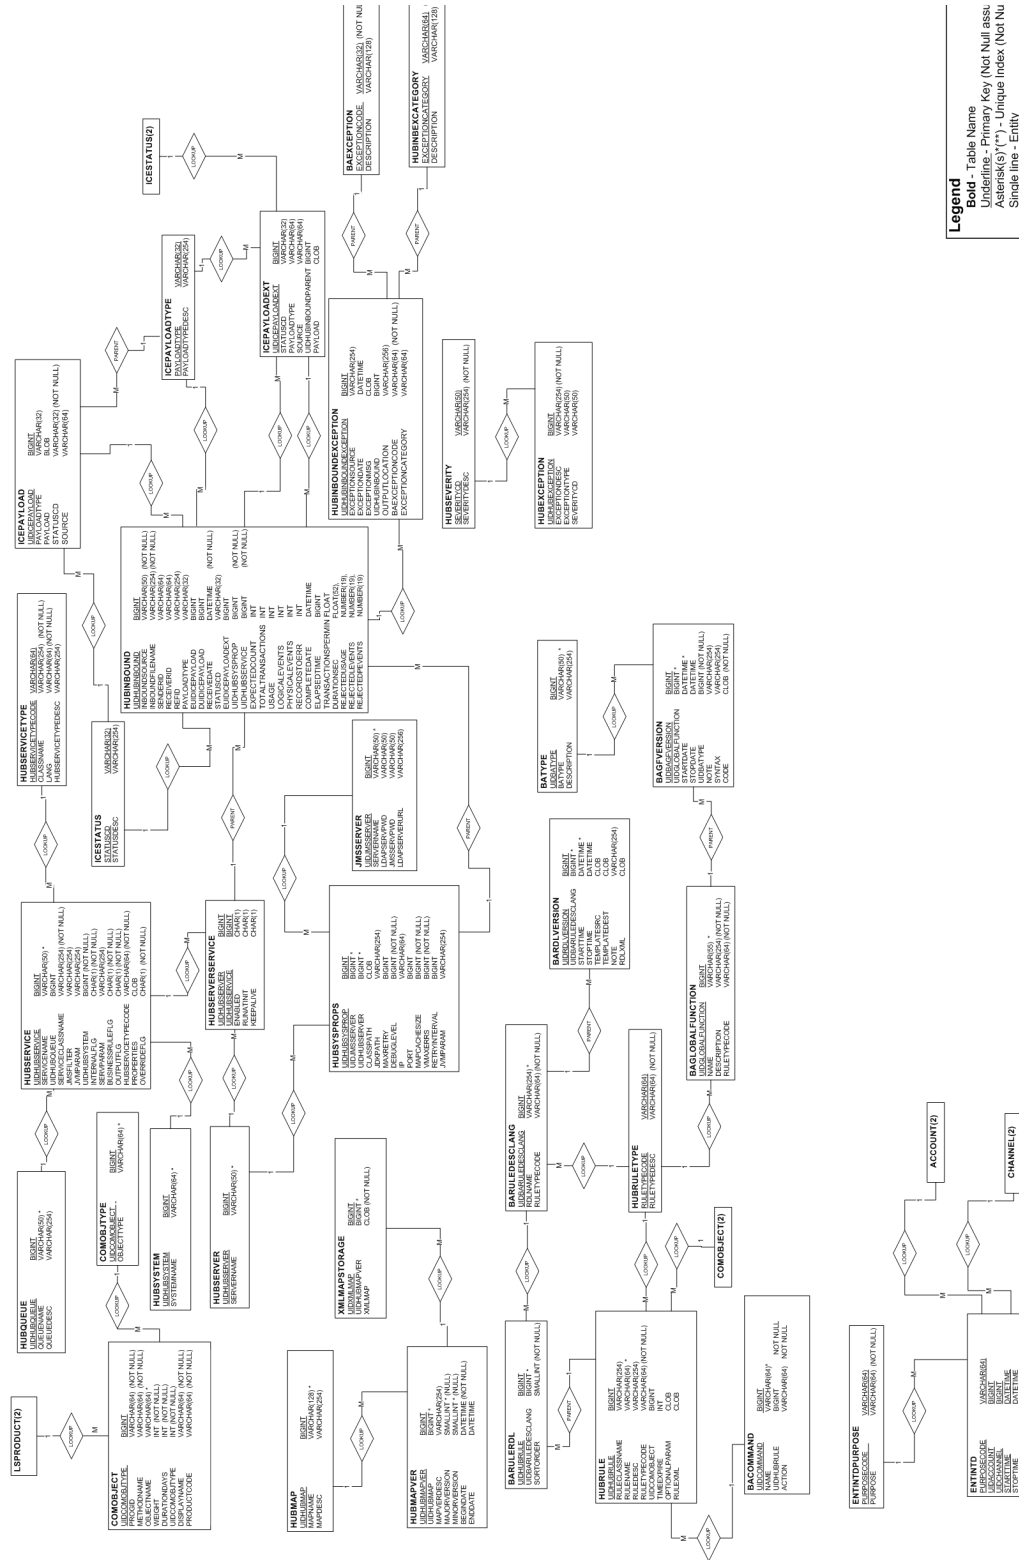 LSPRODUCT(2)
LOOKUP
COMOBJECT
UIDCOMOBJTYPE BIGINT
PROGID VARCHAR(64) (NOT NULL)
METHODNAME VARCHAR(64) (NOT NULL)
OBJECTNAME VARCHAR(64) *
WEIGHT INT (NOT NULL)
DURATIONDAYS INT (NOT NULL)
UIDCOMOBJTYPE INT (NOT NULL)
DISPLAYNAME VARCHAR(64) (NOT NULL)
PRODUCTCODE VARCHAR(64) (NOT NULL)
HUBQUEUE
UIDHUBQUEUE BIGINT
QUEUENAME VARCHAR(50) *
QUEUEDESC VARCHAR(254)
COMOBJTYPE
UIDCOMOBJECT BIGINT
OBJECTTYPE VARCHAR(64) *
HUBSYSTEM
UIDHUBSYSTEM BIGINT
SYSTEMNAME VARCHAR(64) *
HUBSERVER
UIDHUBSERVER BIGINT
SERVERNAME VARCHAR(50) *
HUBSERVICE
UIDHUBSERVICE BIGINT
SERVICENAME VARCHAR(50) *
UIDHUBQUEUE BIGINT
SERVICECLASSNAME VARCHAR(254) (NOT NULL)
JMSFILTER VARCHAR(254)
JVMPARAM VARCHAR(254)
UIDHUBSYSTEM BIGINT (NOT NULL)
INTERNALFLG CHAR(1) (NOT NULL)
SERVPARAM VARCHAR(254)
BUSINESSRULEFLG CHAR(1) (NOT NULL)
OUTPUTFLG CHAR(1) (NOT NULL)
HUBSERVICETYPECODE VARCHAR(64) (NOT NULL)
PROPERTIES CLOB
OVERRIDEFLG CHAR(1) (NOT NULL)
HUBSERVICETYPE
HUBSERVICETYPECODE VARCHAR(64)
CLASSNAME VARCHAR(254) (NOT NULL)
LANG VARCHAR(64) (NOT NULL)
HUBSERVICETYPEDESC VARCHAR(254)
ICESTATUS
STATUSCD VARCHAR(32)
STATUSDESC VARCHAR(254)
HUBSERVERSERVICE
UIDHUBSERVER BIGINT
UIDHUBSERVICE BIGINT
ENABLED CHAR(1)
RUNATINIT CHAR(1)
KEEPALIVE CHAR(1)
ICEPAYLOAD
UIDICEPAYLOAD BIGINT
PAYLOADTYPE VARCHAR(32)
PAYLOAD BLOB
STATUSCD VARCHAR(32) (NOT NULL)
SOURCE VARCHAR(64)
HUBINBOUND
UIDHUBINBOUND BIGINT
INBOUNDSOURCE VARCHAR(50) (NOT NULL)
INBOUNDFILENAME VARCHAR(254) (NOT NULL)
SENDERID VARCHAR(64)
RECEIVERID VARCHAR(64)
REFID VARCHAR(254)
PAYLOADTYPE VARCHAR(32)
EUIDICEPAYLOAD BIGINT
DUIDICEPAYLOAD BIGINT
RECEIVEDATE DATETIME (NOT NULL)
STATUSCD VARCHAR(32)
EUIDICEPAYLOADEXT BIGINT
UIDHUBSYSPROP BIGINT (NOT NULL)
UIDHUBSERVICE BIGINT (NOT NULL)
EXPECTEDCOUNT INT
TOTALTRANSACTIONS INT
USAGE INT
LOGICALEVENTS INT
PHYSICALEVENTS INT
RECORDSTOERR INT
COMPLETEDATE DATETIME
ELAPSEDTIME BIGINT
TRANSACTIONSPERMIN FLOAT
DURATIONSEC FLOAT(52),
REJECTEDUSAGE NUMBER(19),
REJECTEDLEVENTS NUMBER(19),
REJECTEDPEVENTS NUMBER(19)
ICEPAYLOADTYPE
PAYLOADTYPE VARCHAR(32)
PAYLOADTYPEDESC VARCHAR(254)
ICESTATUS(2)
ICEPAYLOADEXT
UIDICEPAYLOADEXT BIGINT
STATUSCD VARCHAR(32)
PAYLOADTYPE VARCHAR(64)
SOURCE VARCHAR(64)
UIDHUBINBOUNDPARENT BIGINT
PAYLOAD CLOB
HUBINBOUNDEXCEPTION
UIDHUBINBOUNDEXCEPTION BIGINT
EXCEPTIONSOURCE VARCHAR(254)
EXCEPTIONDATE DATETIME
EXCEPTIONMSG CLOB
UIDHUBINBOUND BIGINT
OUTPUTLOCATION VARCHAR(256)
BAEXCEPTIONCODE VARCHAR(64) (NOT NULL)
EXCEPTIONCATEGORY VARCHAR(64)
BAEXCEPTION
EXCEPTIONCODE VARCHAR(32) (NOT NUL
DESCRIPTION VARCHAR(128)
HUBINBEXCATEGORY
EXCEPTIONCATEGORY VARCHAR(64)
DESCRIPTION VARCHAR(128)
HUBMAP
UIDHUBMAP BIGINT
MAPNAME VARCHAR(128) *
MAPDESC VARCHAR(254)
HUBMAPVER
UIDHUBMAPVER BIGINT
UIDHUBMAP BIGINT *
MAPVERDESC VARCHAR(254)
MAJORVERSION SMALLINT * (NULL)
MINORVERSION SMALLINT * (NULL)
BEGINDATE DATETIME (NOT NULL)
ENDDATE DATETIME
XMLMAPSTORAGE
UIDXMLMAP BIGINT
UIDHUBMAPVER BIGINT *
XMLMAP CLOB (NOT NULL)
HUBSYSPROPS
UIDHUBSYSPROP BIGINT
UIDJMSSERVER BIGINT *
UIDHUBSERVER BIGINT *
CLASSPATH CLOB
JDKPATH VARCHAR(254)
MAXRETRY BIGINT
DEBUGLEVEL BIGINT (NOT NULL)
IP VARCHAR(64)
PORT BIGINT
MAPCACHESIZE BIGINT (NOT NULL)
VMAXERRS BIGINT (NOT NULL)
RETRYINTERVAL BIGINT
JVMPARAM VARCHAR(254)
JMSSERVER
UIDJMSSERVER BIGINT
SERVERNAME VARCHAR(50) *
LDAPSERVPWD VARCHAR(50)
JMSSERVPWD VARCHAR(50)
LDAPSERVERURL VARCHAR(256)
HUBSEVERITY
SEVERITYCD VARCHAR(50)
SEVERITYDESC VARCHAR(254) (NOT NULL)
HUBEXCEPTION
UIDHUBEXCEPTION BIGINT
EXCEPTIONDESC VARCHAR(254) (NOT NULL)
EXCEPTIONTYPE VARCHAR(50)
SEVERITYCD VARCHAR(50)
BARULERDL
UIDHUBRULE BIGINT
UIDBARULEDESCLANG BIGINT *
SORTORDER SMALLINT (NOT NULL)
BARULEDESCLANG
UIDBARULEDESCLANG BIGINT
RDLNAME VARCHAR(254) *
RULETYPECODE VARCHAR(64) (NOT NULL)
BARDLVERSION
UIDRDLVERSION BIGINT
UIDBARULEDESCLANG BIGINT *
STARTTIME DATETIME *
STOPTIME DATETIME
TEMPLATESRC CLOB
TEMPLATEDEST CLOB
NOTE VARCHAR(254)
RDLXML CLOB
BATYPE
UIDBATYPE BIGINT
BATYPE VARCHAR(50) *
DESCRIPTION VARCHAR(254)
HUBRULE
UIDHUBRULE BIGINT
RULECLASSNAME VARCHAR(254)
RULENAME VARCHAR(64) *
RULEDESC VARCHAR(254)
RULETYPECODE VARCHAR(64) (NOT NULL)
UIDCOMOBJECT BIGINT
TIMEEXPIRE INT
OPTIONALPARAM CLOB
RULEXML CLOB
HUBRULETYPE
RULETYPECODE VARCHAR(64)
RULETYPEDESC VARCHAR(64) (NOT NULL)
BAGLOBALFUNCTION
UIDGLOBALFUNCTION BIGINT
NAME VARCHAR(55) *
DESCRIPTION VARCHAR(254) (NOT NULL)
RULETYPECODE VARCHAR(64) (NOT NULL)
BAGFVERSION
UIDBAGFVERSION BIGINT
UIDGLOBALFUNCTION BIGINT *
STARTDATE DATETIME *
STOPDATE DATETIME
UIDBATYPE BIGINT (NOT NULL)
NOTE VARCHAR(254)
SYNTAX VARCHAR(254)
CODE CLOB (NOT NULL)
COMOBJECT(2)
BACOMMAND
UIDCOMMAND BIGINT
NAME VARCHAR(64)*
UIDHUBRULE BIGINT NOT NULL
ACTION VARCHAR(64) NOT NULL
ENTINTDPURPOSE
PURPOSECODE VARCHAR(64)
PURPOSE VARCHAR(64) (NOT NULL)
ENTINTD
PURPOSECODE VARCHAR(64)
UIDACCOUNT BIGINT
UIDCHANNEL BIGINT
STARTTIME DATETIME
STOPTIME DATETIME
ACCOUNT(2)
CHANNEL(2)
Legend
Bold - Table Name
Underline - Primary Key (Not Null assu
Asterisk(s)*(**) - Unique Index (Not Nu
Single line - Entity